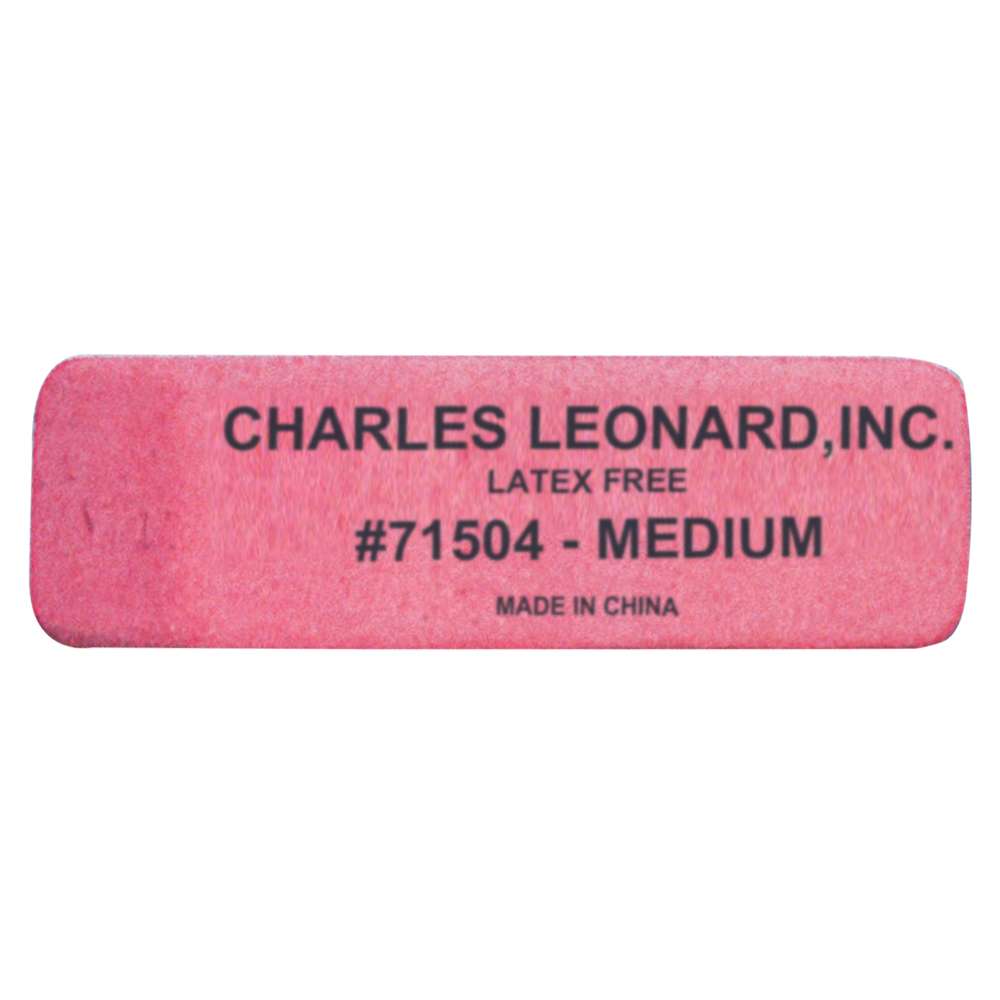 CHARLES LEONARD,INC.
LATEX FREE
#71504 - MEDIUM
MADE IN CHINA